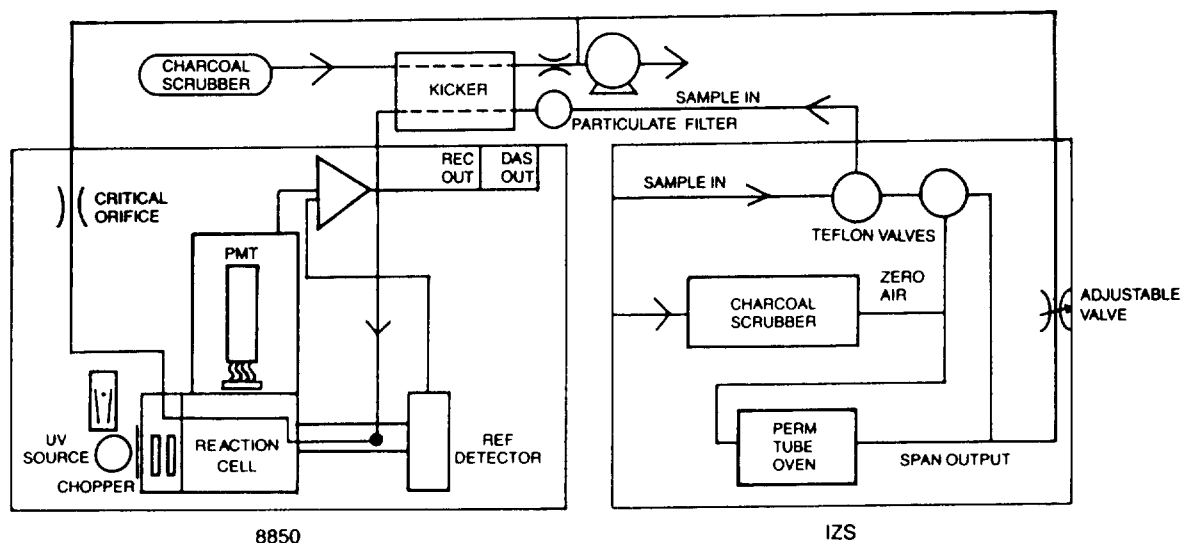 CHARCOAL
SCRUBBER
KICKER
SAMPLE IN
PARTICULATE FILTER
REC
OUT
DAS
OUT
CRITICAL
ORIFICE
PMT
UV
SOURCE
CHOPPER
REACTION
CELL
REF
DETECTOR
8850
SAMPLE IN
TEFLON VALVES
ZERO
AIR
CHARCOAL
SCRUBBER
ADJUSTABLE
VALVE
PERM
TUBE
OVEN
SPAN OUTPUT
IZS